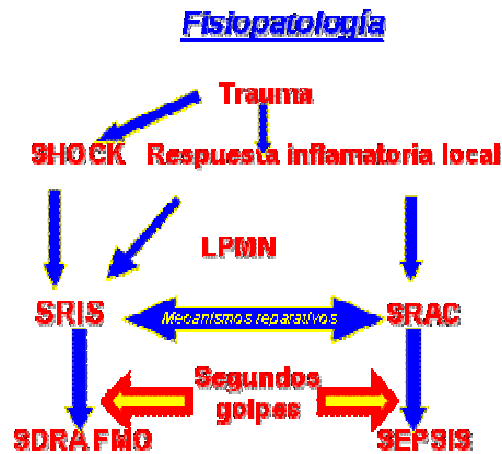 Fisiopatología
Trauma
SHOCK Respuesta inflamatoria local
LPMN
SRIS Mecanismos reparativos SRAC
Segundos
golpes
SDRA FMO SEPSIS